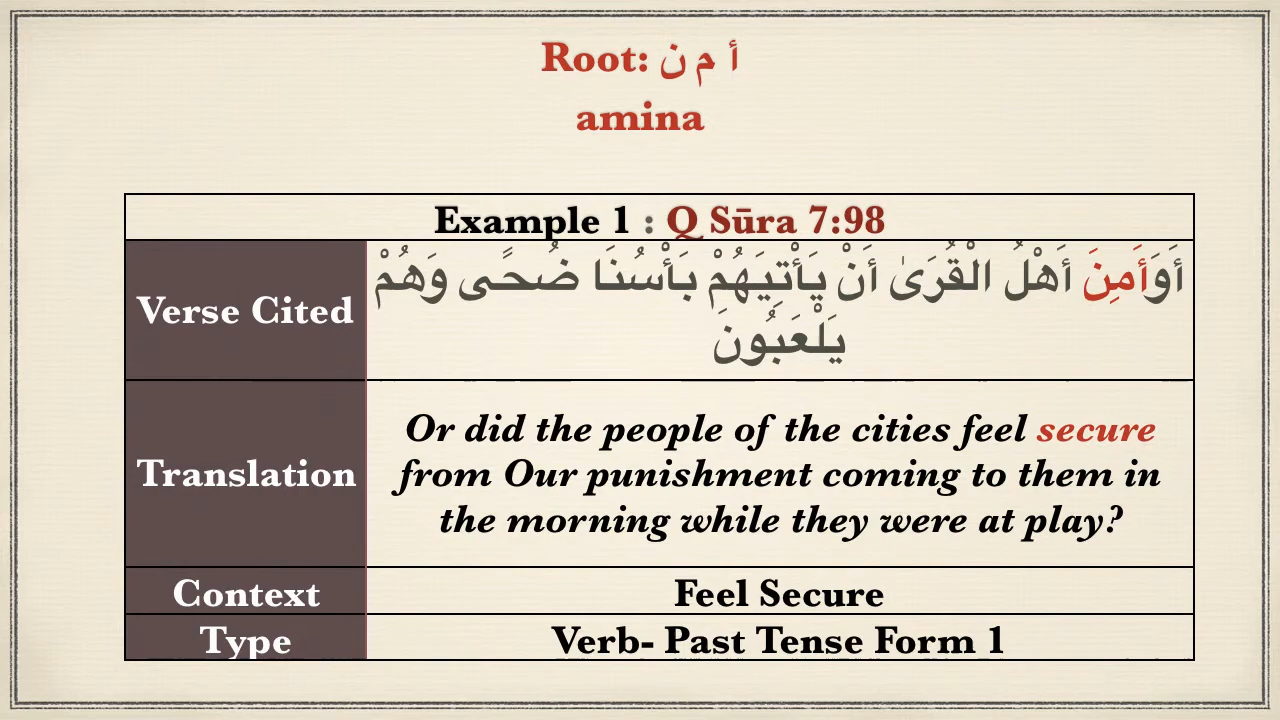 Root: أ م ن
amina
Example 1 : Q Sūra 7:98
Verse Cited
أَوَأَمِنَ أَهْلُ الْقُرَىٰ أَنْ يَأْتِيَهُمْ بَأْسُنَا ضُحًى وَهُمْ
يَلْعَبُونَ
Translation
Or did the people of the cities feel secure
from Our punishment coming to them in
the morning while they were at play?
Context
Feel Secure
Type
Verb- Past Tense Form 1